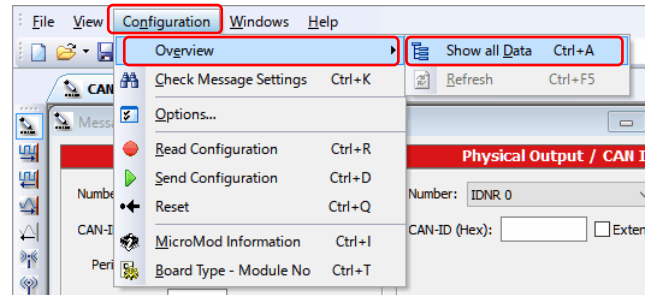 File View Configuration Windows Help
Overview
Show all Data Ctrl+A
Check Message Settings Ctrl+K
Refresh Ctrl+F5
CAN
Options...
Mess
Read Configuration Ctrl+R
Physical Output / CAN I
Send Configuration Ctrl+D
Numbe
Number: IDNR 0
Reset Ctrl+Q
CAN-I
CAN-ID (Hex):
Exten
MicroMod Information Ctrl+I
Peri
Board Type - Module No Ctrl+T